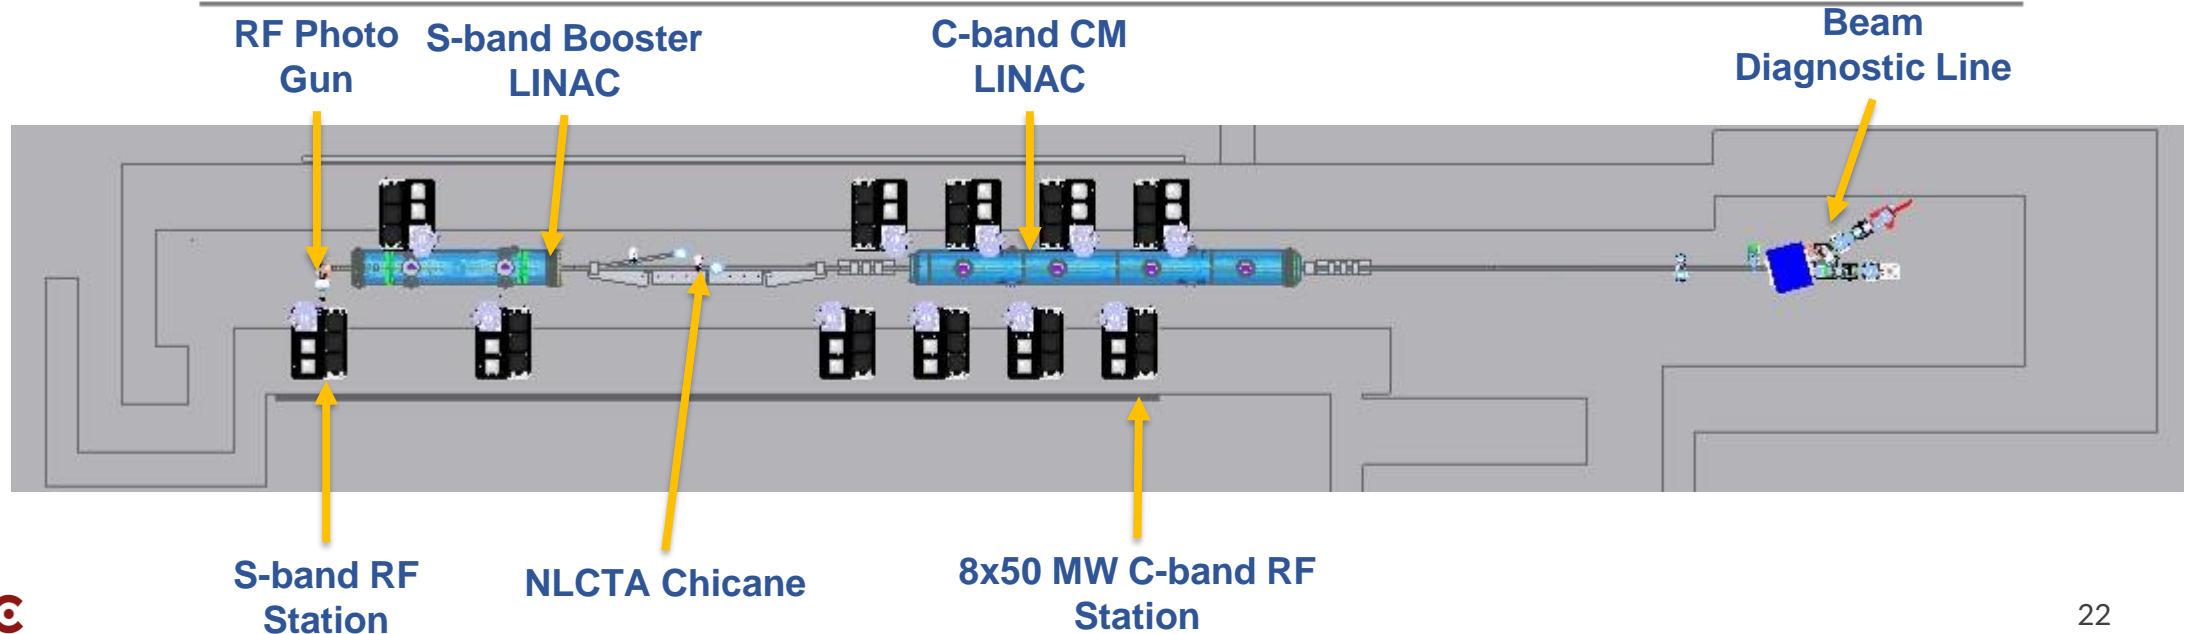 RF Photo
Gun
S-band Booster
LINAC
C-band CM
LINAC
Beam
Diagnostic Line
S-band RF
Station
NLCTA Chicane
8x50 MW C-band RF
Station
22